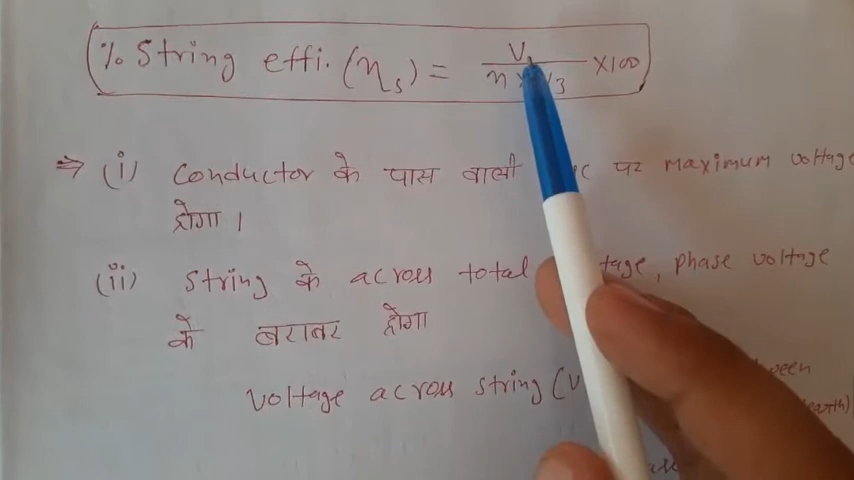 % String effi. (η_s) = V / n × V3 × 100
⇒ (i) Conductor के पास वाली पर maximum voltage
होगा ।
(ii) string के across total phase voltage
के बराबर होगा
Voltage across string (V